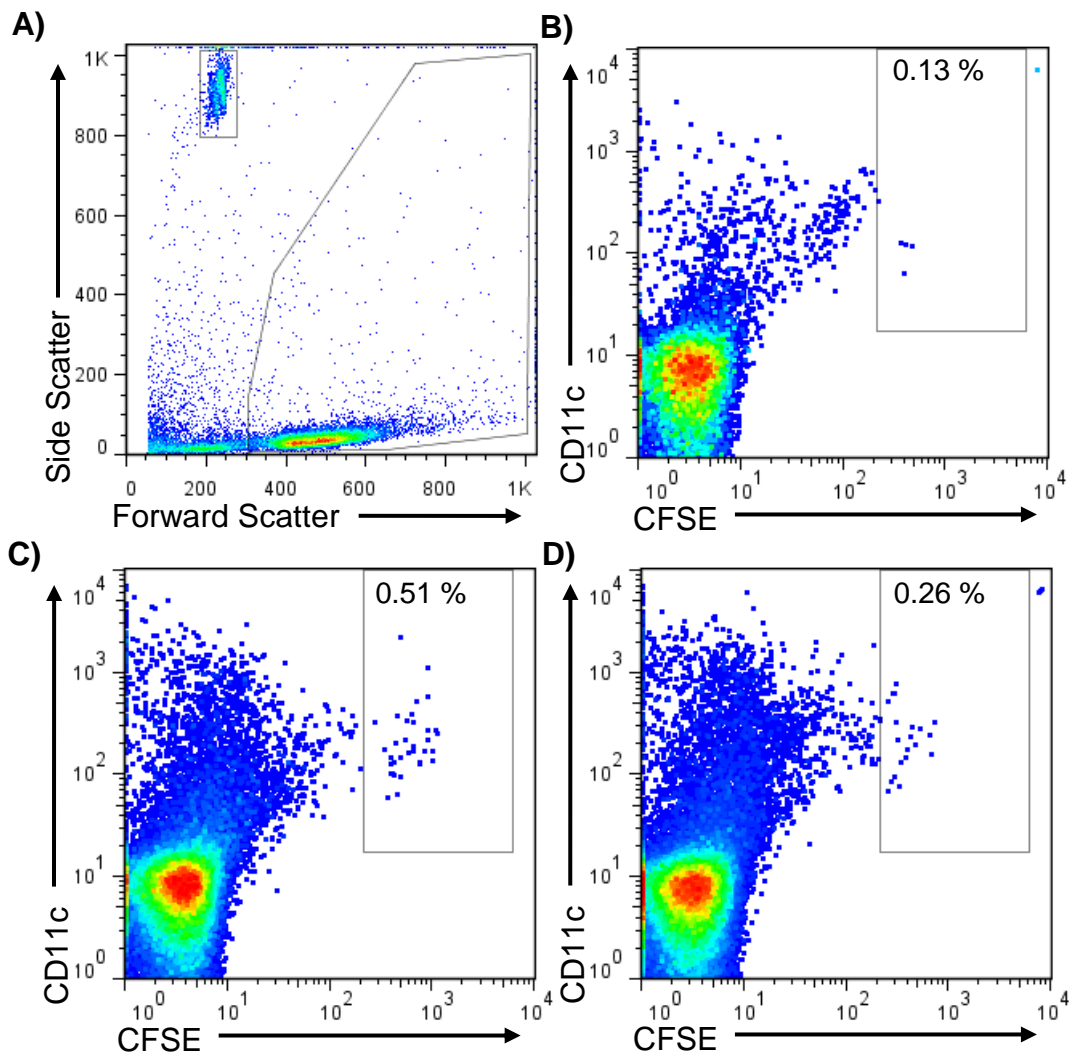 A)
1K
800
600
400
200
0
Side Scatter
0 200 400 600 800 1K
Forward Scatter
B)
0.13 %
10^4
10^3
10^2
10^1
10^0
CD11c
10^0 10^1 10^2 10^3 10^4
CFSE
C)
0.51 %
10^4
10^3
10^2
10^1
10^0
CD11c
10^0 10^1 10^2 10^3 10^4
CFSE
D)
0.26 %
10^4
10^3
10^2
10^1
10^0
CD11c
10^0 10^1 10^2 10^3 10^4
CFSE